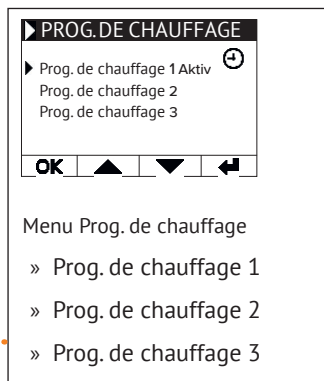 PROG. DE CHAUFFAGE
Prog. de chauffage 1 Aktiv
Prog. de chauffage 2
Prog. de chauffage 3
OK
Menu Prog. de chauffage
» Prog. de chauffage 1
» Prog. de chauffage 2
» Prog. de chauffage 3